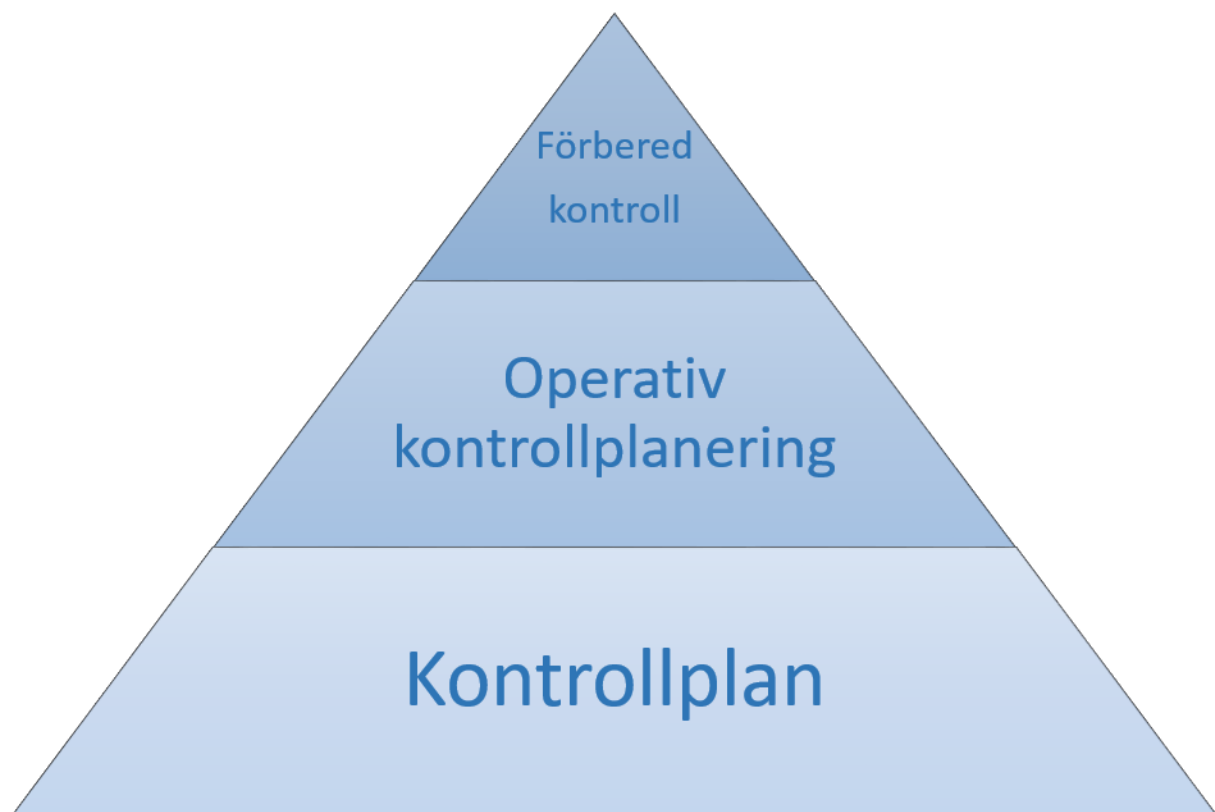 Förbered
kontroll
Operativ
kontrollplanering
Kontrollplan